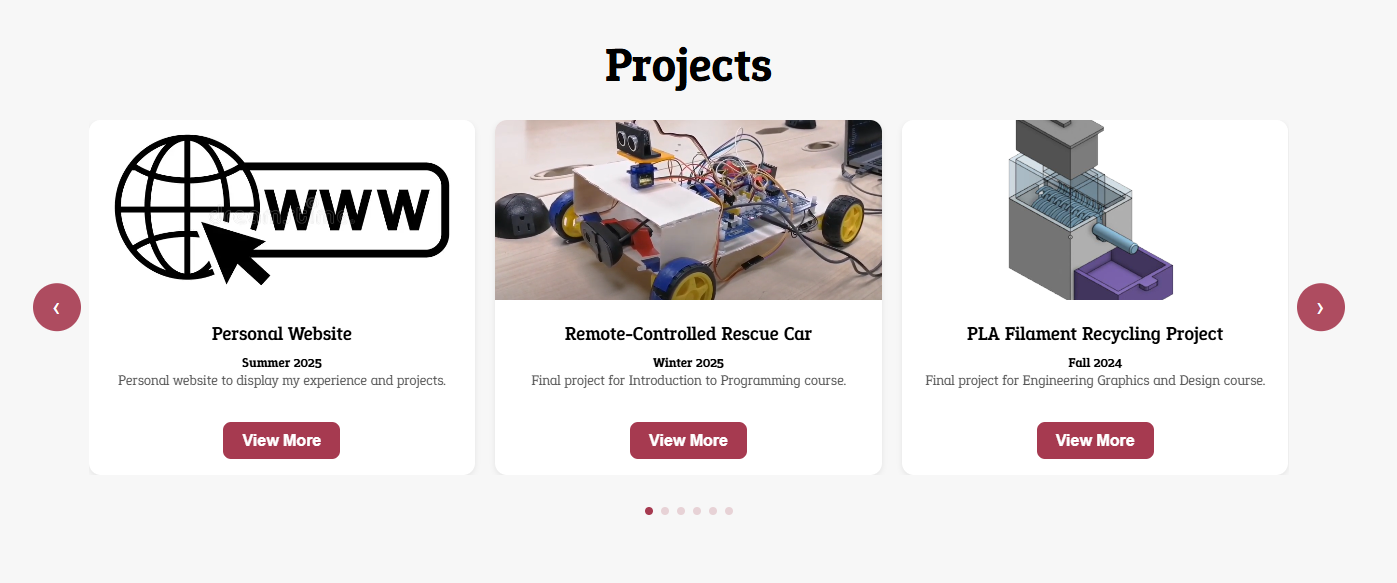 Projects
WWW
Personal Website
Summer 2025
Personal website to display my experience and projects.
View More
Remote-Controlled Rescue Car
Winter 2025
Final project for Introduction to Programming course.
View More
PLA Filament Recycling Project
Fall 2024
Final project for Engineering Graphics and Design course.
View More